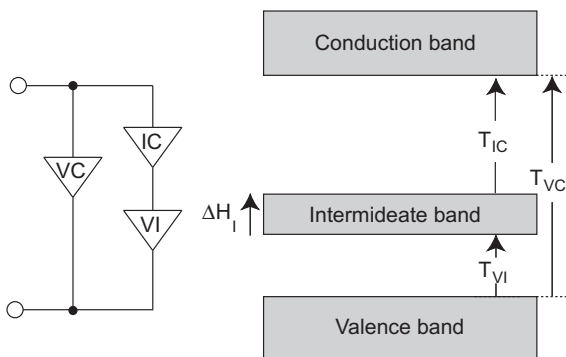 Conduction band
VC
IC
VI
T_IC
T_VC
ΔH_I
Intermideate band
T_VI
Valence band